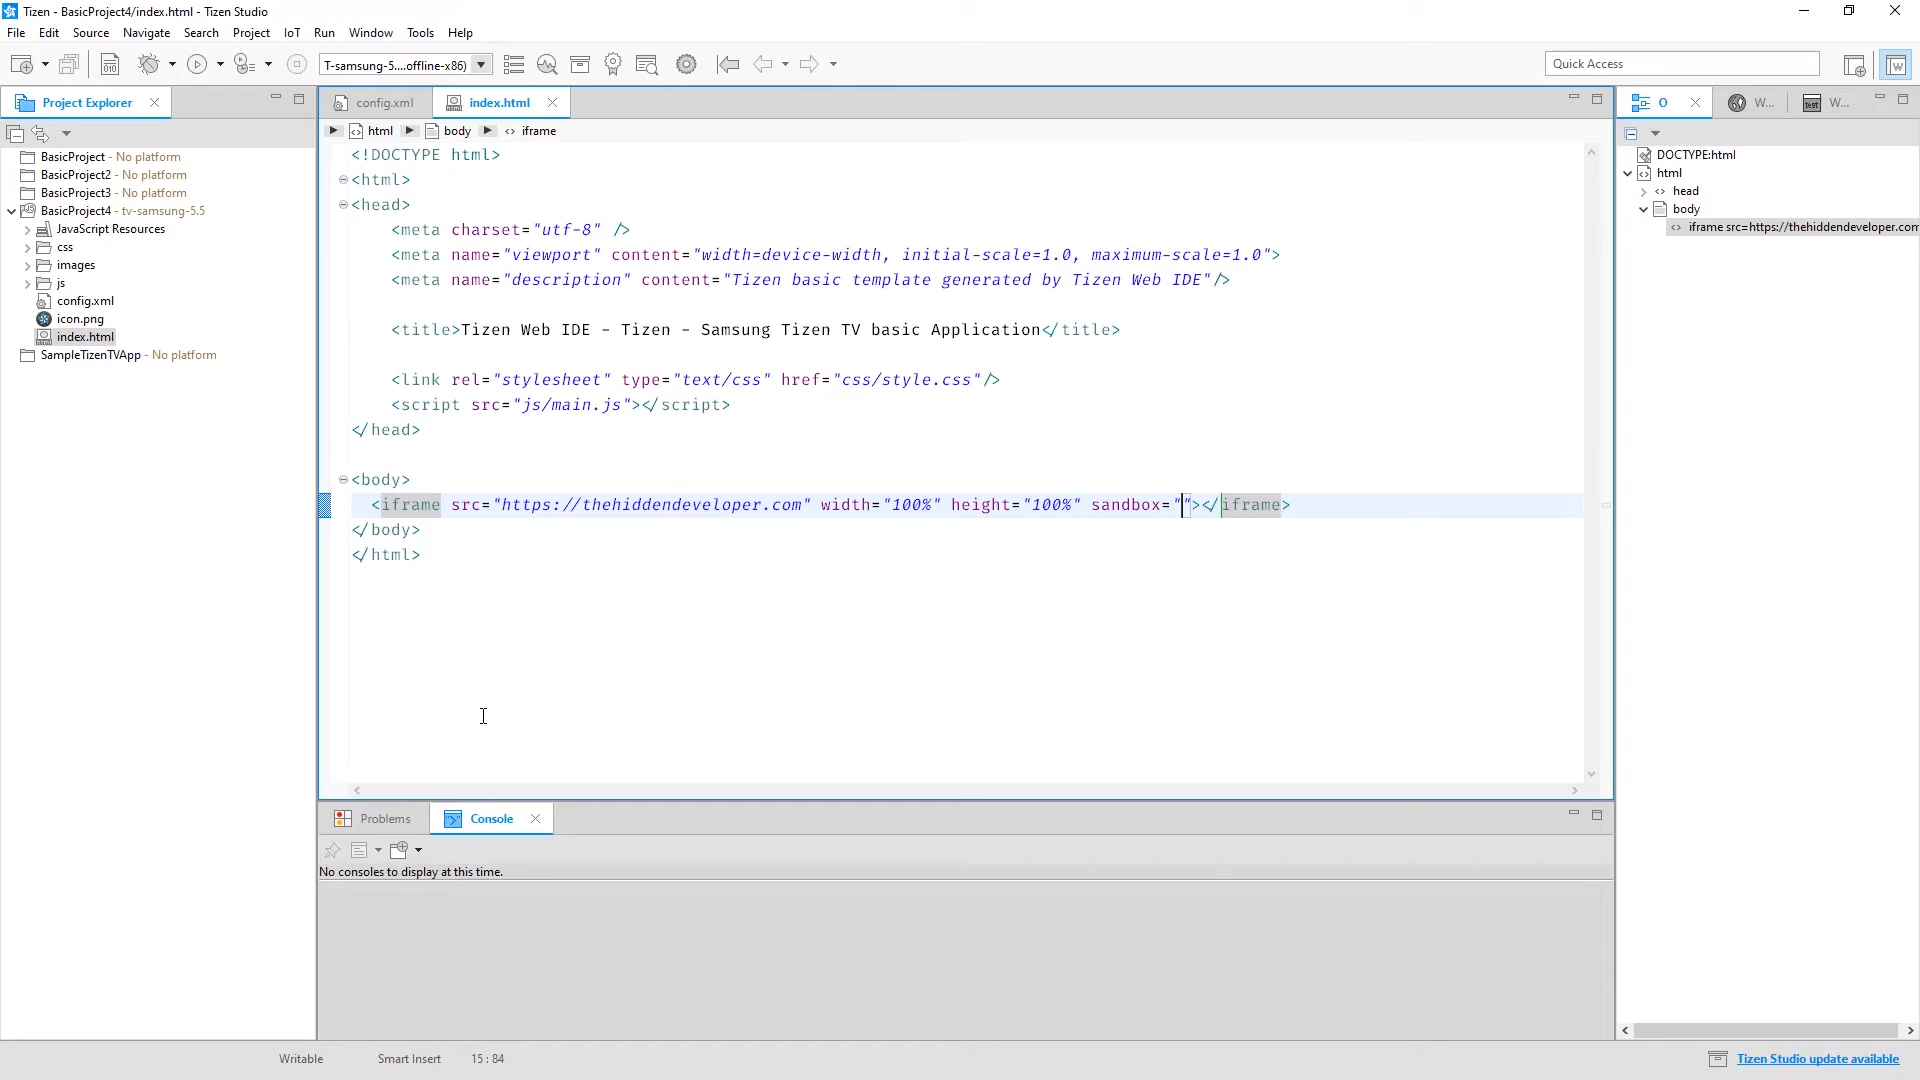 Tizen - BasicProject4/index.html - Tizen Studio
File Edit Source Navigate Search Project IoT Run Window Tools Help
T-samsung-5....offline-x86)
Quick Access
Project Explorer
BasicProject - No platform
BasicProject2 - No platform
BasicProject3 - No platform
BasicProject4 - tv-samsung-5.5
JavaScript Resources
css
images
js
config.xml
icon.png
index.html
SampleTizenTVApp - No platform
config.xml index.html
html body iframe
<!DOCTYPE html>
<html>
<head>
<meta charset="utf-8" />
<meta name="viewport" content="width=device-width, initial-scale=1.0, maximum-scale=1.0">
<meta name="description" content="Tizen basic template generated by Tizen Web IDE"/>
<title>Tizen Web IDE - Tizen - Samsung Tizen TV basic Application</title>
<link rel="stylesheet" type="text/css" href="css/style.css"/>
<script src="js/main.js"></script>
</head>
<body>
<iframe src="https://thehiddendeveloper.com" width="100%" height="100%" sandbox=""></iframe>
</body>
</html>
Problems Console
No consoles to display at this time.
O W... W...
DOCTYPE:html
html
head
body
iframe src=https://thehiddendeveloper.com
Writable Smart Insert 15 : 84
Tizen Studio update available